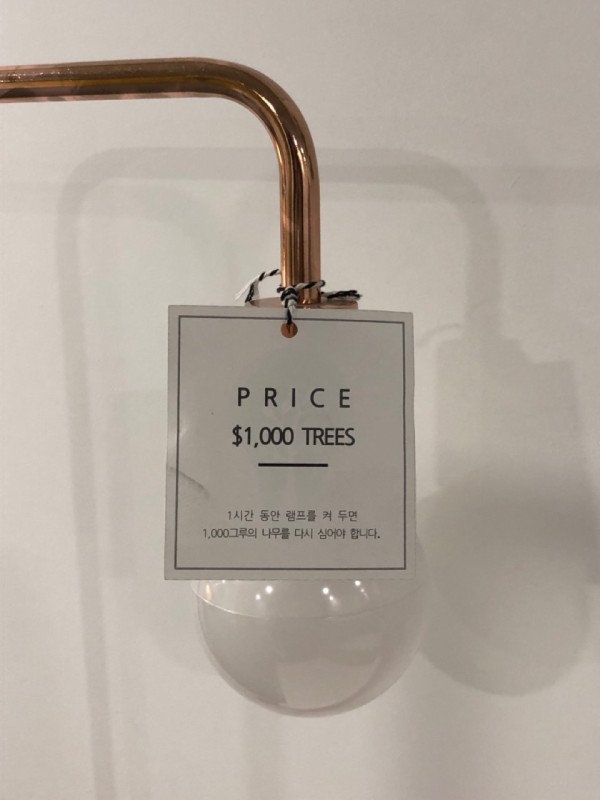 PRICE
$1,000 TREES
1시간 동안 램프를 켜 두면
1,000그루의 나무를 다시 심어야 합니다.